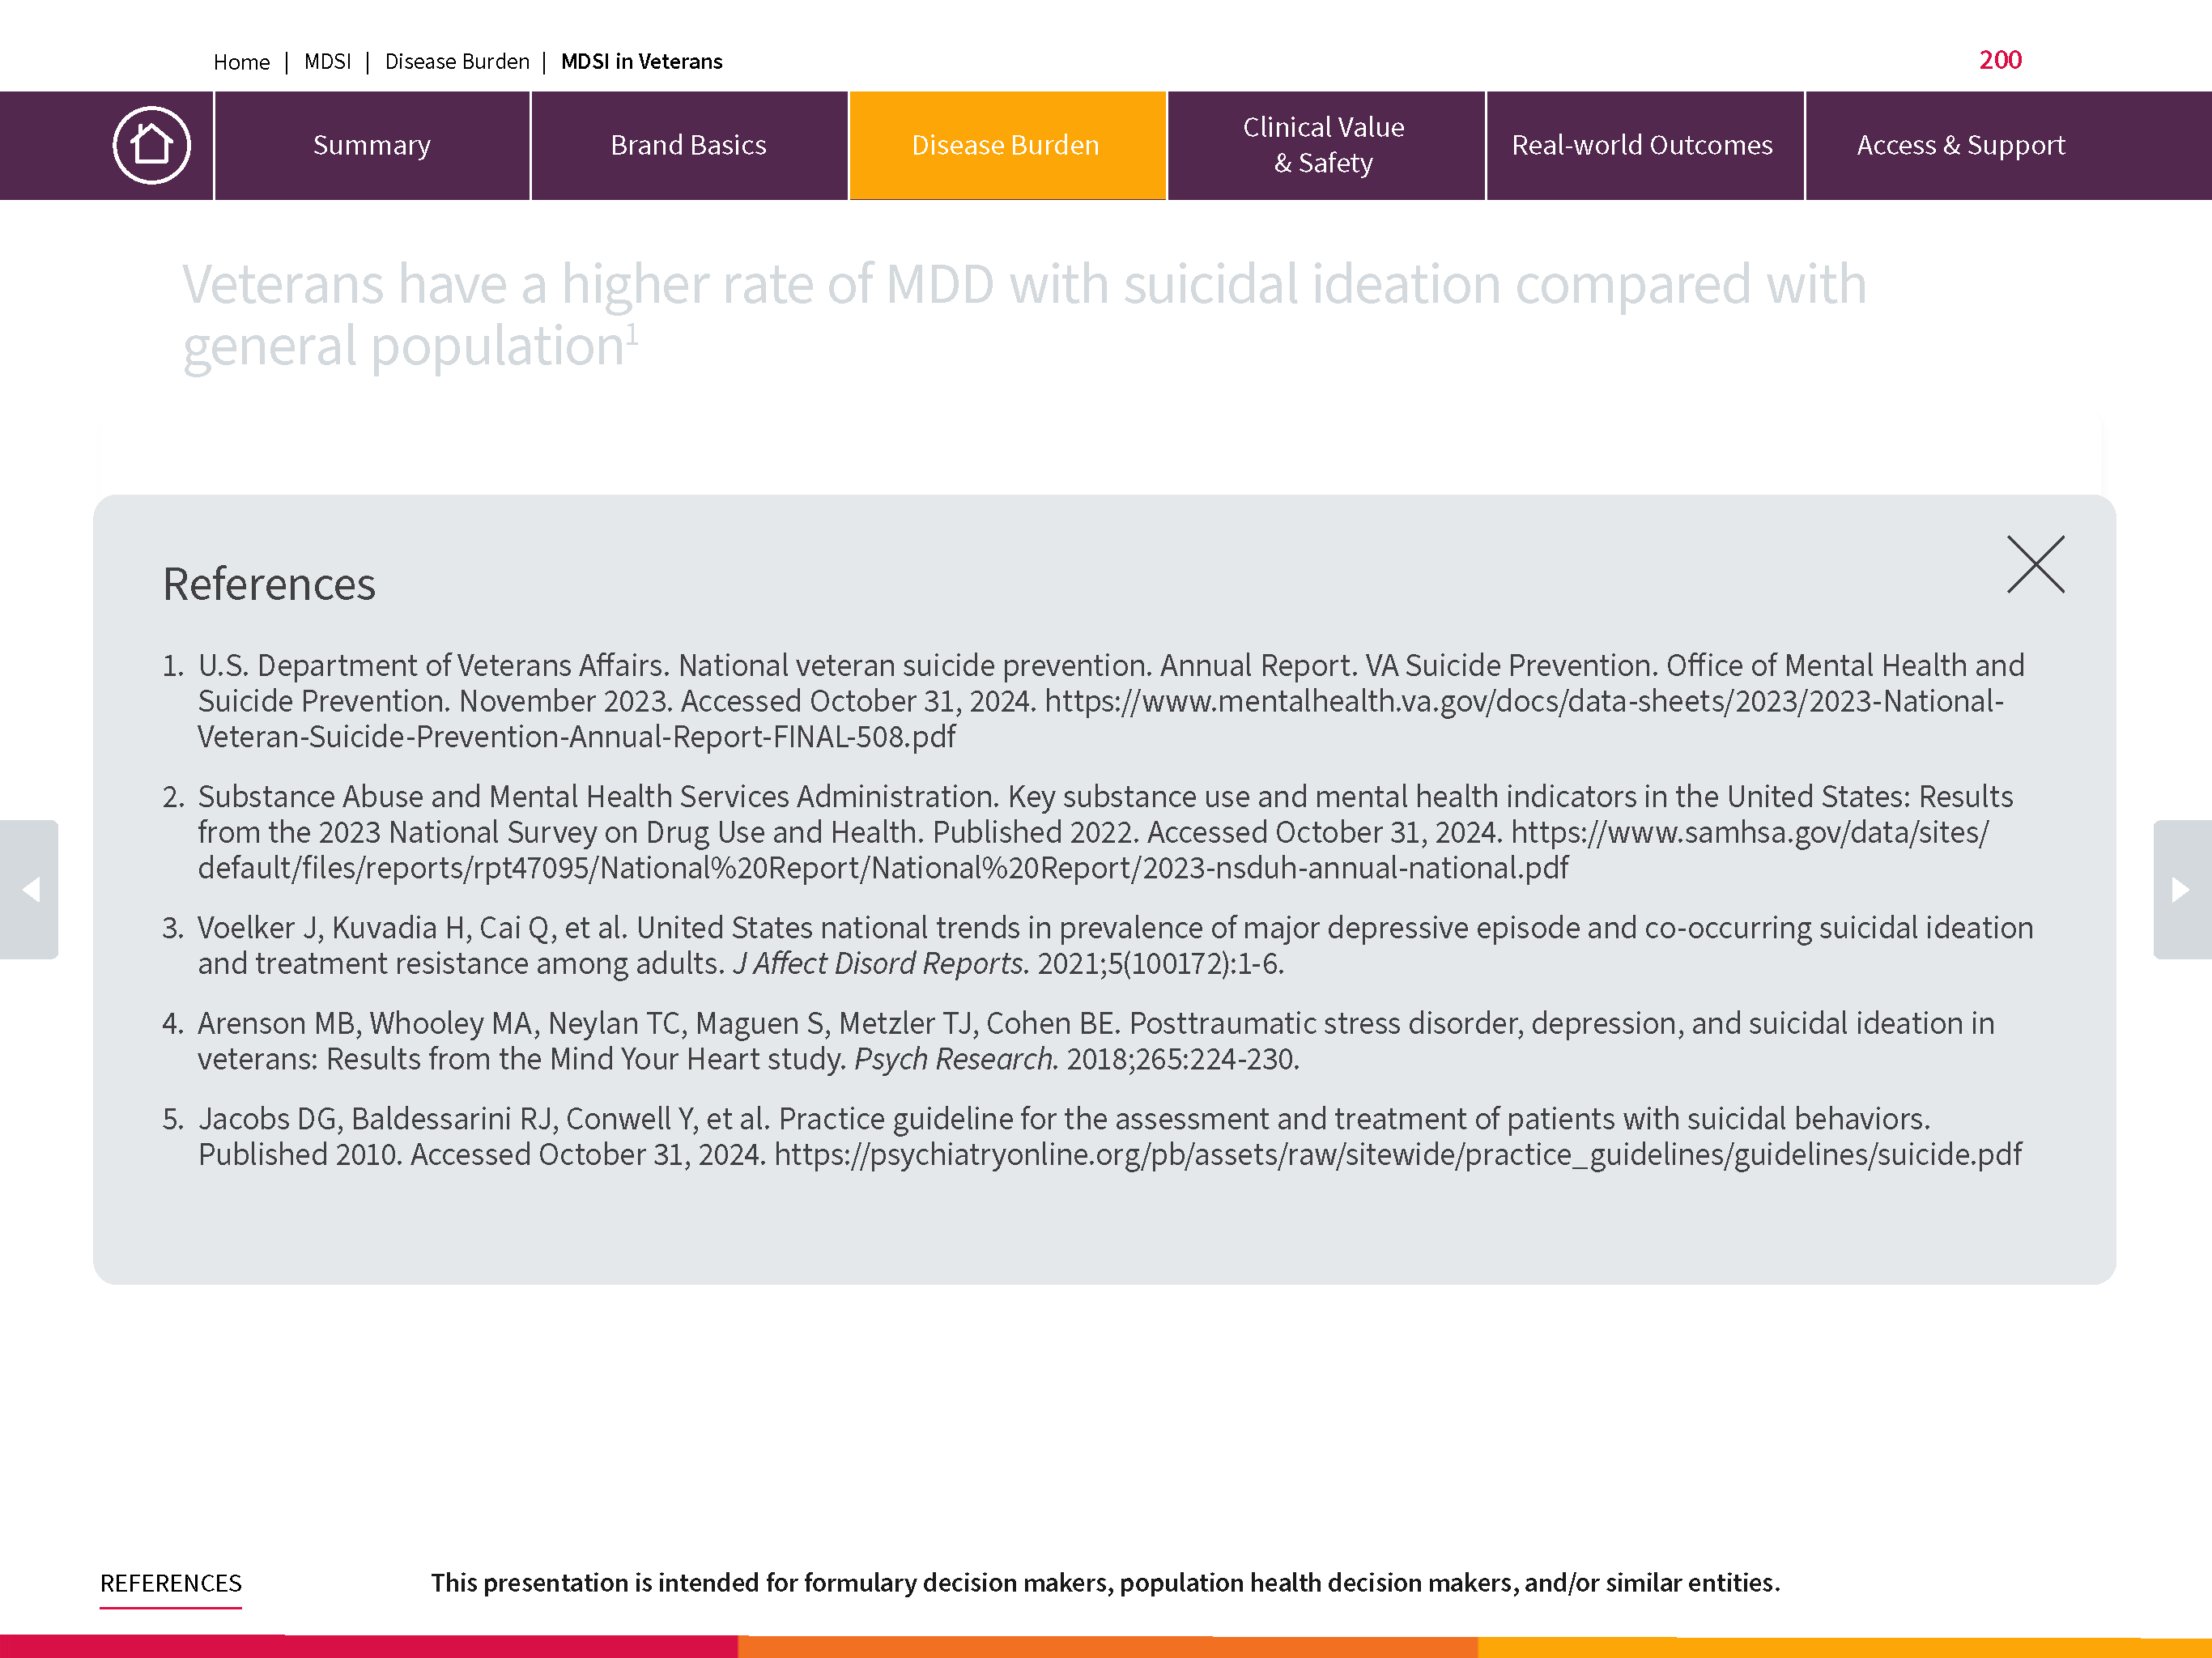 Home | MDSI | Disease Burden | MDSI in Veterans
200
Summary
Brand Basics
Disease Burden
Clinical Value
& Safety
Real-world Outcomes
Access & Support
Veterans have a higher rate of MDD with suicidal ideation compared with
general population1
References
1. U.S. Department of Veterans Affairs. National veteran suicide prevention. Annual Report. VA Suicide Prevention. Office of Mental Health and
Suicide Prevention. November 2023. Accessed October 31, 2024. https://www.mentalhealth.va.gov/docs/data-sheets/2023/2023-National-
Veteran-Suicide-Prevention-Annual-Report-FINAL-508.pdf
2. Substance Abuse and Mental Health Services Administration. Key substance use and mental health indicators in the United States: Results
from the 2023 National Survey on Drug Use and Health. Published 2022. Accessed October 31, 2024. https://www.samhsa.gov/data/sites/
default/files/reports/rpt47095/National%20Report/National%20Report/2023-nsduh-annual-national.pdf
3. Voelker J, Kuvadia H, Cai Q, et al. United States national trends in prevalence of major depressive episode and co-occurring suicidal ideation
and treatment resistance among adults. J Affect Disord Reports. 2021;5(100172):1-6.
4. Arenson MB, Whooley MA, Neylan TC, Maguen S, Metzler TJ, Cohen BE. Posttraumatic stress disorder, depression, and suicidal ideation in
veterans: Results from the Mind Your Heart study. Psych Research. 2018;265:224-230.
5. Jacobs DG, Baldessarini RJ, Conwell Y, et al. Practice guideline for the assessment and treatment of patients with suicidal behaviors.
Published 2010. Accessed October 31, 2024. https://psychiatryonline.org/pb/assets/raw/sitewide/practice_guidelines/guidelines/suicide.pdf
REFERENCES
This presentation is intended for formulary decision makers, population health decision makers, and/or similar entities.